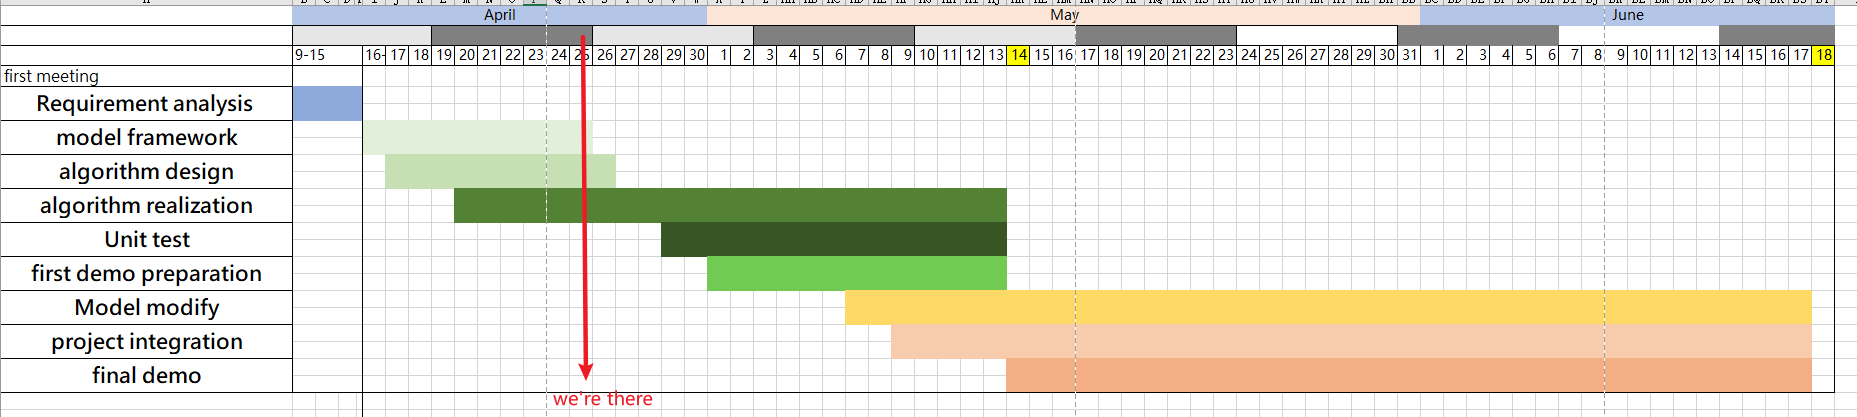 April May June
9-15 16- 17 18 19 20 21 22 23 24 25 26 27 28 29 30 1 2 3 4 5 6 7 8 9 10 11 12 13 14 15 16 17 18 19 20 21 22 23 24 25 26 27 28 29 30 31 1 2 3 4 5 6 7 8 9 10 11 12 13 14 15 16 17 18
first meeting
Requirement analysis
model framework
algorithm design
algorithm realization
Unit test
first demo preparation
Model modify
project integration
final demo
we're there